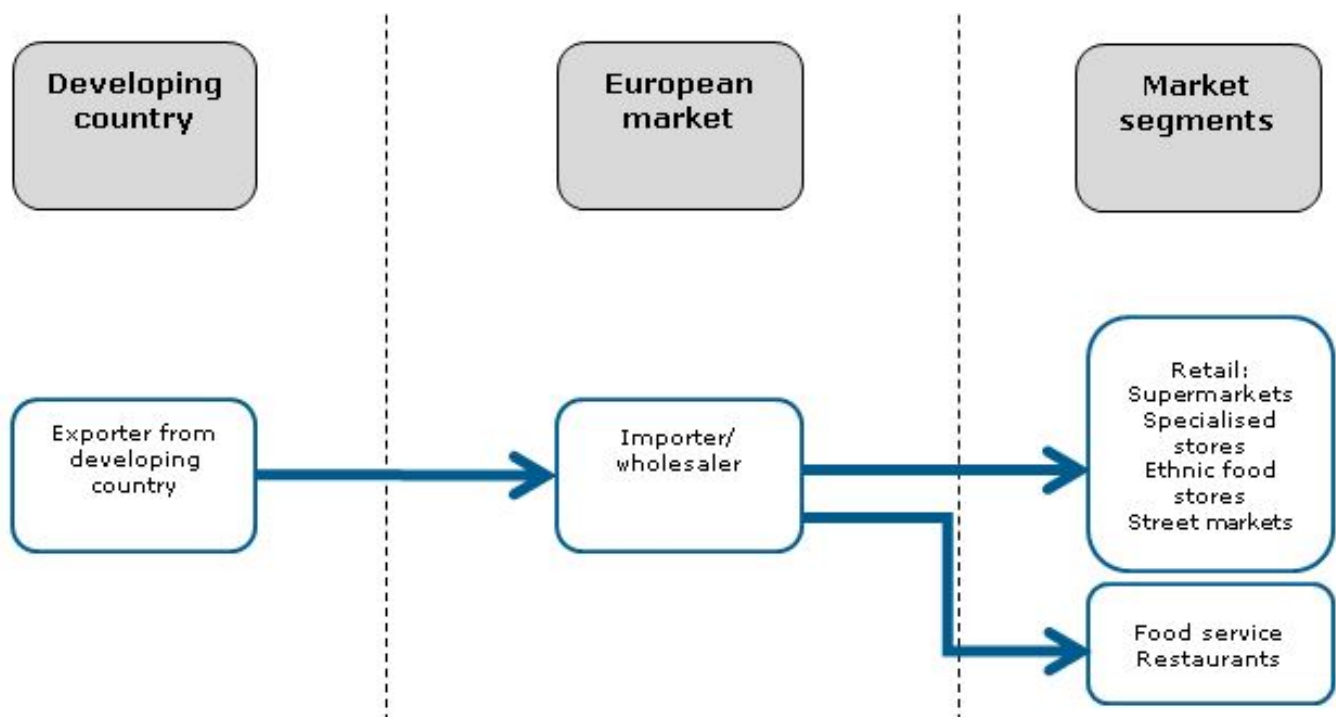 Developing
country
European
market
Market
segments
Exporter from
developing
country
Importer/
wholesaler
Retail:
Supermarkets
Specialised
stores
Ethnic food
stores
Street markets
Food service
Restaurants